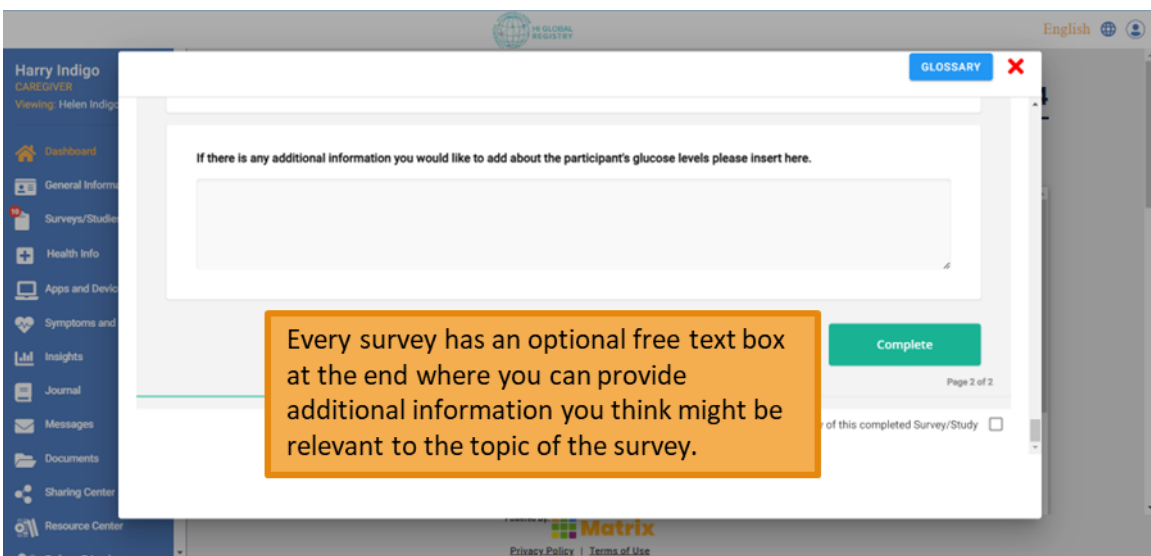 HI GLOBAL
REGISTRY
English
Harry Indigo
CAREGIVER
Viewing: Helen Indigo
GLOSSARY
Dashboard
General Informa
10
Surveys/Studies
Health Info
Apps and Devic
Symptoms and
Insights
Journal
Messages
Documents
Sharing Center
Resource Center
If there is any additional information you would like to add about the participant's glucose levels please insert here.
Every survey has an optional free text box
at the end where you can provide
additional information you think might be
relevant to the topic of the survey.
Complete
Page 2 of 2
of this completed Survey/Study
Powered By:
Matrix
Privacy Policy | Terms of Use